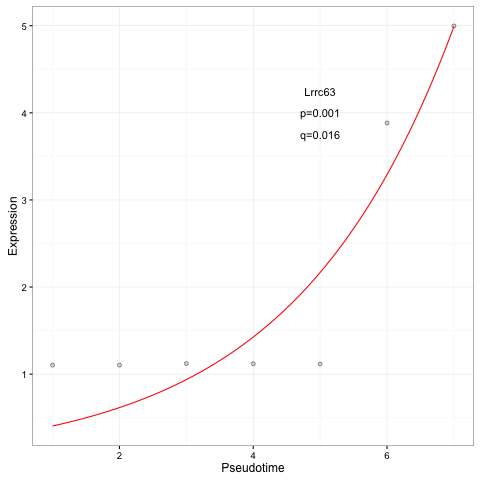 5
Lrrc63
4
p=0.001
q=0.016
3
Expression
2
1
2 4 6
Pseudotime